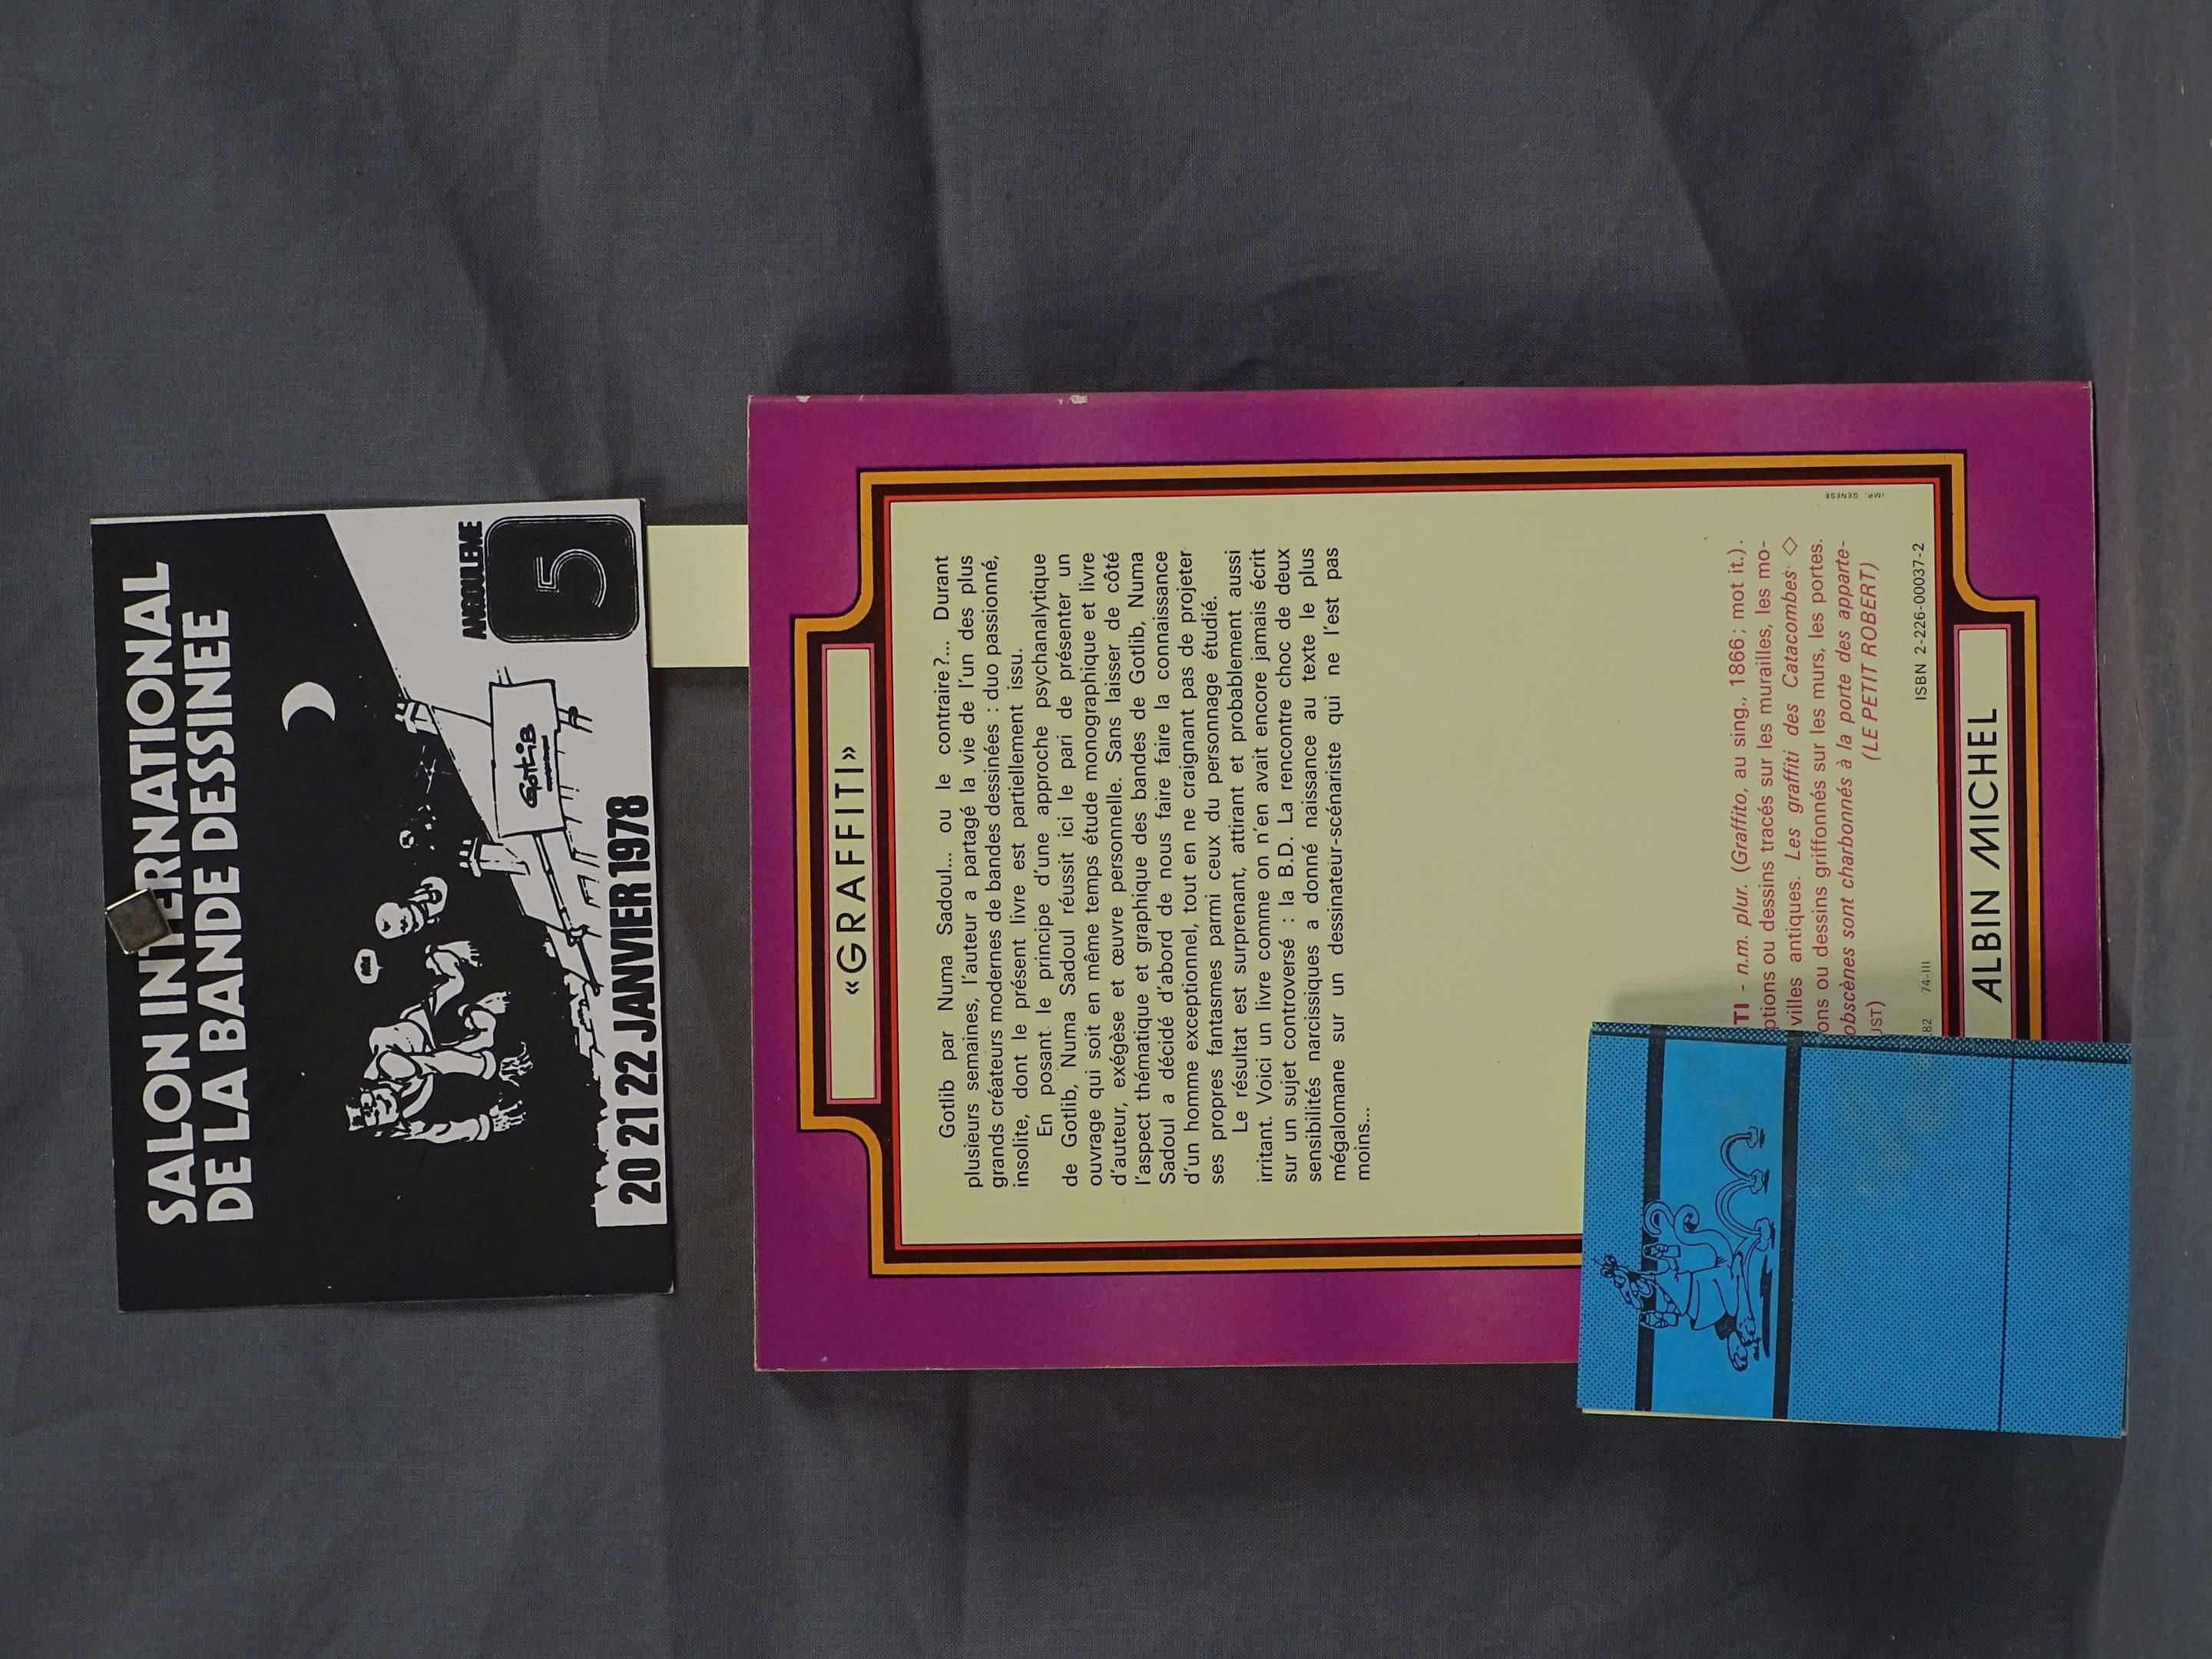 SALON INTERNATIONAL
DE LA BANDE DESSINEE
ANGOULEME
5
GotLiB
20 21 22 JANVIER 1978
«GRAFFITI»
Gotlib par Numa Sadoul... ou le contraire?... Durant
plusieurs semaines, l'auteur a partagé la vie de l'un des plus
grands créateurs modernes de bandes dessinées : duo passionné,
insolite, dont le présent livre est partiellement issu.
En posant le principe d'une approche psychanalytique
de Gotlib, Numa Sadoul réussit ici le pari de présenter un
ouvrage qui soit en même temps étude monographique et livre
d'auteur, exégèse et œuvre personnelle. Sans laisser de côté
l'aspect thématique et graphique des bandes de Gotlib, Numa
Sadoul a décidé d'abord de nous faire faire la connaissance
d'un homme exceptionnel, tout en ne craignant pas de projeter
ses propres fantasmes parmi ceux du personnage étudié.
Le résultat est surprenant, attirant et probablement aussi
irritant. Voici un livre comme on n'en avait encore jamais écrit
sur un sujet controversé : la B.D. La rencontre choc de deux
sensibilités narcissiques a donné naissance au texte le plus
mégalomane sur un dessinateur-scénariste qui ne l'est pas
moins...
TI - n.m. plur. (Graffito, au sing., 1866; mot it.).
ptions ou dessins tracés sur les murailles, les mo-
villes antiques. Les graffiti des Catacombes ◇
ons ou dessins griffonnés sur les murs, les portes.
obscènes sont charbonnés à la porte des apparte-
UST) (LE PETIT ROBERT)
IMP. GENESE
82 74-III ISBN 2-226-00037-2
ALBIN MICHEL